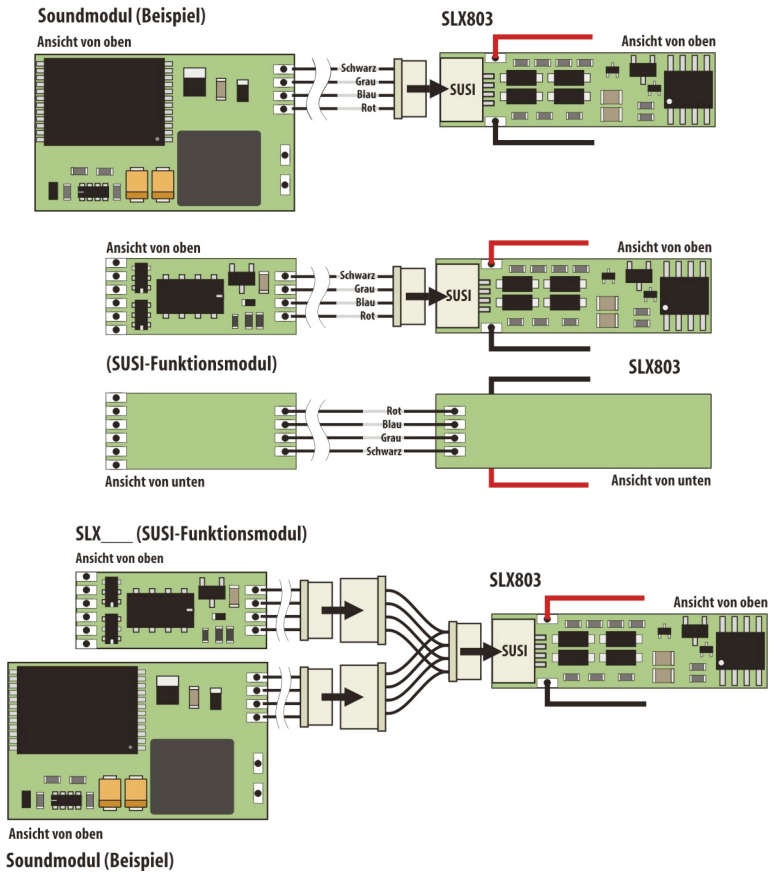 Soundmodul (Beispiel)
SLX803
Ansicht von oben
Ansicht von oben
Schwarz
Grau
Blau
Rot
SUSI
Ansicht von oben
Ansicht von oben
Schwarz
Grau
Blau
Rot
SUSI
(SUSI-Funktionsmodul)
SLX803
Rot
Blau
Grau
Schwarz
Ansicht von unten
Ansicht von unten
SLX___ (SUSI-Funktionsmodul)
Ansicht von oben
SLX803
Ansicht von oben
SUSI
Ansicht von oben
Soundmodul (Beispiel)